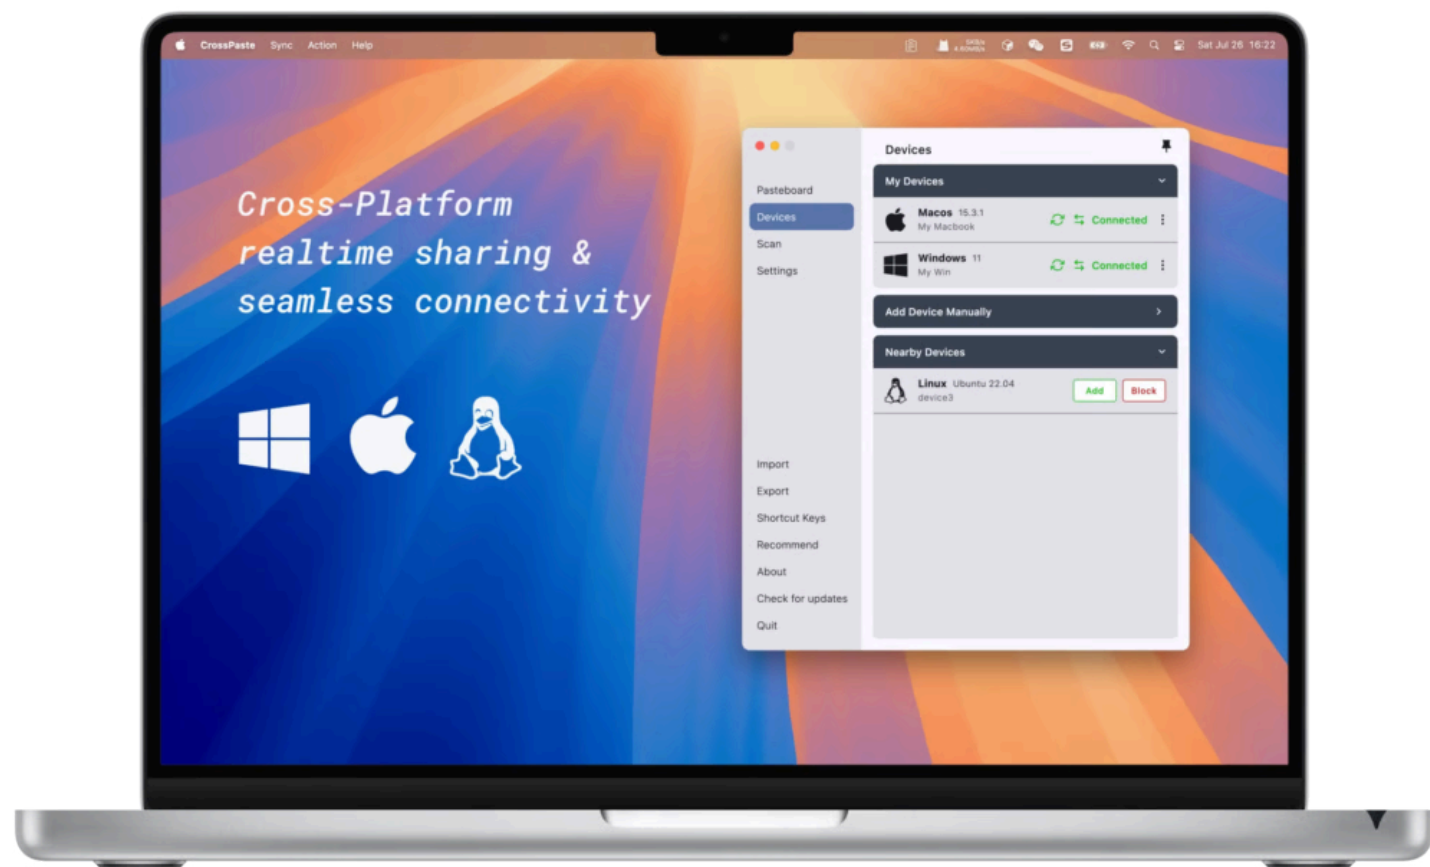 CrossPaste Sync Action Help
Sat Jul 26 16:22
Cross-Platform
realtime sharing &
seamless connectivity
Pasteboard
Devices
Scan
Settings
Import
Export
Shortcut Keys
Recommend
About
Check for updates
Quit
Devices
My Devices
Macos 15.3.1
My Macbook
Connected
Windows 11
My Win
Connected
Add Device Manually
Nearby Devices
Linux Ubuntu 22.04
device3
Add
Block